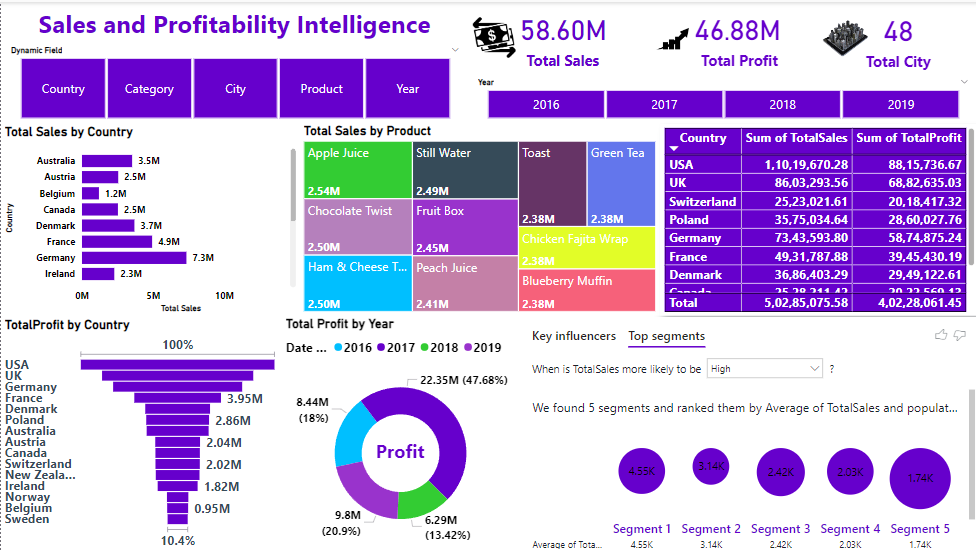 Sales and Profitability Intelligence
58.60M
Total Sales
46.88M
Total Profit
48
Total City
Dynamic Field
Country
Category
City
Product
Year
Year
2016
2017
2018
2019
Total Sales by Country
Country
Australia 3.5M
Austria 2.5M
Belgium 1.2M
Canada 2.5M
Denmark 3.7M
France 4.9M
Germany 7.3M
Ireland 2.3M
0M 5M 10M
Total Sales
Total Sales by Product
Apple Juice
2.54M
Chocolate Twist
2.50M
Ham & Cheese T...
2.50M
Still Water
2.49M
Fruit Box
2.45M
Peach Juice
2.41M
Toast
2.38M
Green Tea
2.38M
Chicken Fajita Wrap
2.38M
Blueberry Muffin
2.38M
Country Sum of TotalSales Sum of TotalProfit
USA 1,10,19,670.28 88,15,736.67
UK 86,03,293.56 68,82,635.03
Switzerland 25,23,021.61 20,18,417.32
Poland 35,75,034.64 28,60,027.76
Germany 73,43,593.80 58,74,875.24
France 49,31,787.88 39,45,430.19
Denmark 36,86,403.29 29,49,122.61
Total 5,02,85,075.58 4,02,28,061.45
TotalProfit by Country
100%
USA
UK
Germany
France 3.95M
Denmark
Poland 2.86M
Australia
Austria 2.04M
Canada
Switzerland 2.02M
New Zeala...
Ireland 1.82M
Norway
Belgium 0.95M
Sweden
10.4%
Total Profit by Year
Date ... 2016 2017 2018 2019
22.35M (47.68%)
8.44M
(18%)
Profit
9.8M
(20.9%)
6.29M
(13.42%)
Key influencers Top segments
When is TotalSales more likely to be High ?
We found 5 segments and ranked them by Average of TotalSales and populat...
4.55K 3.14K 2.42K 2.03K 1.74K
Segment 1 Segment 2 Segment 3 Segment 4 Segment 5
Average of Tota... 4.55K 3.14K 2.42K 2.03K 1.74K